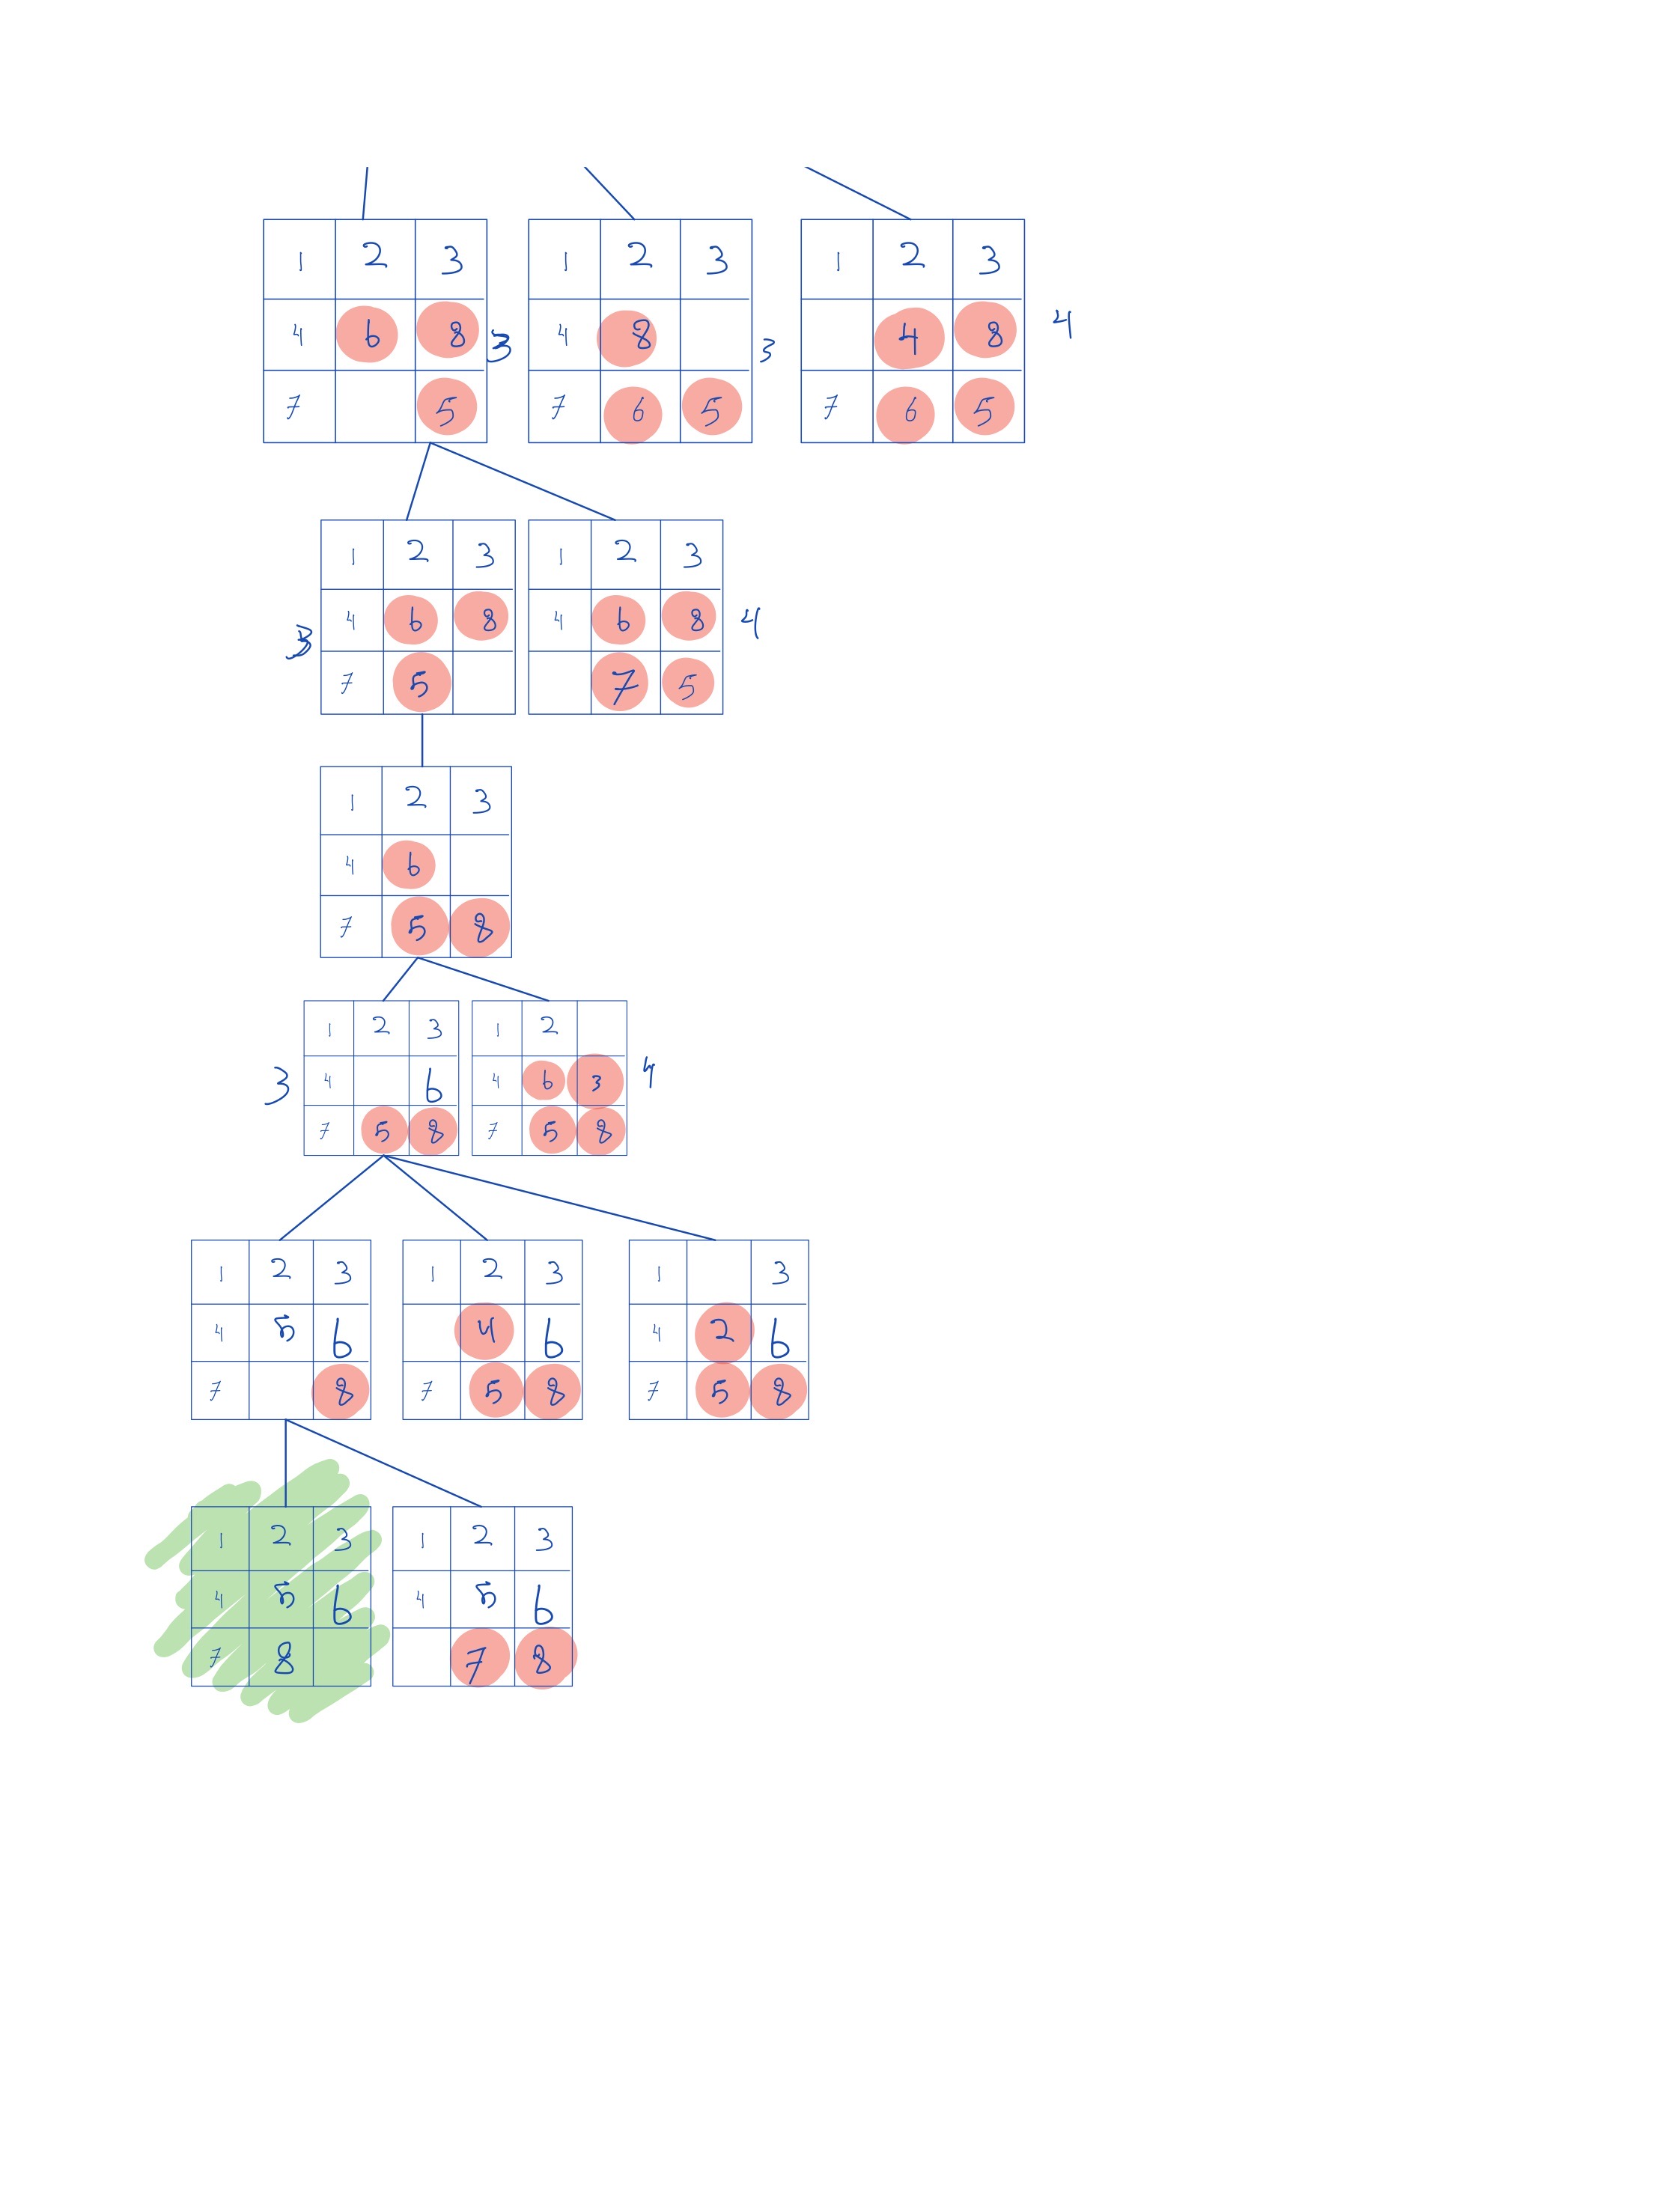 1 2 3 1 2 3 1 2 3
4 6 8 3 4 8 3 4 8 4
7 5 7 6 5 7 6 5
1 2 3 1 2 3
3 4 6 8 4 6 8 4
7 5 7 5
1 2 3
4 6
7 5 8
1 2 3 1 2
3 4 6 4 6 3 4
7 5 8 7 5 8
1 2 3 1 2 3 1 3
4 5 6 4 6 4 2 6
7 8 7 5 8 7 5 8
1 2 3 1 2 3
4 5 6 4 5 6
7 8 7 8